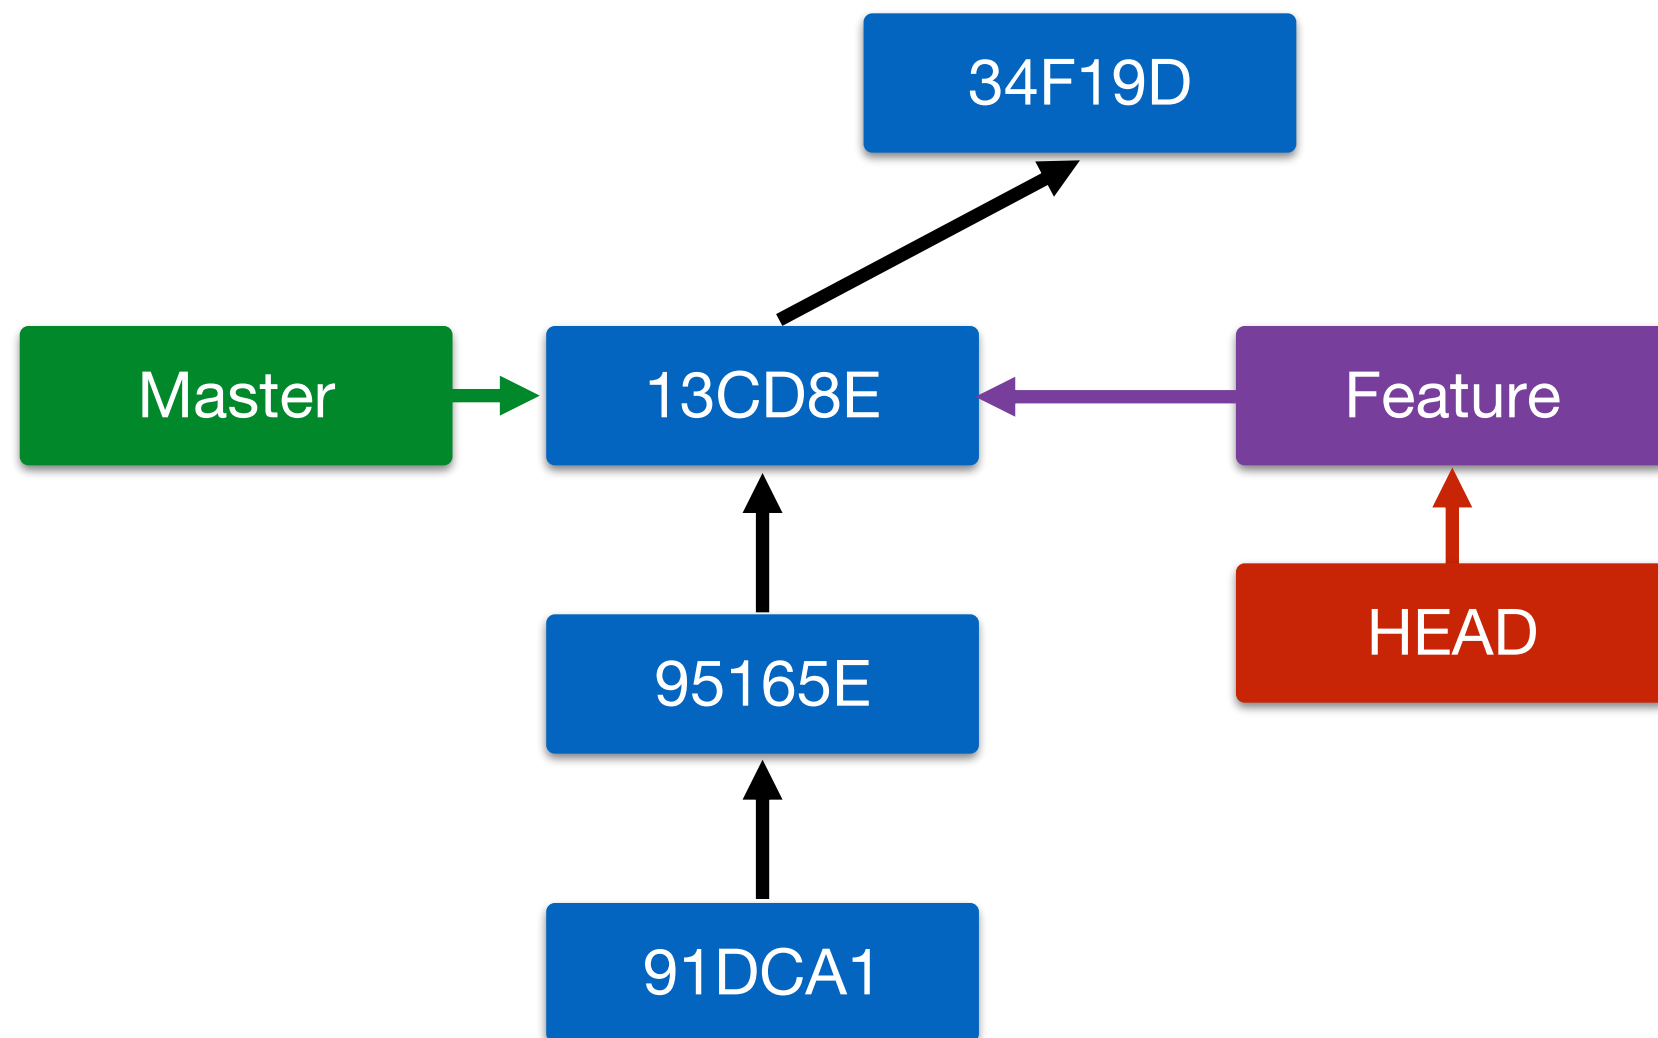 34F19D
Master
13CD8E
Feature
95165E
HEAD
91DCA1